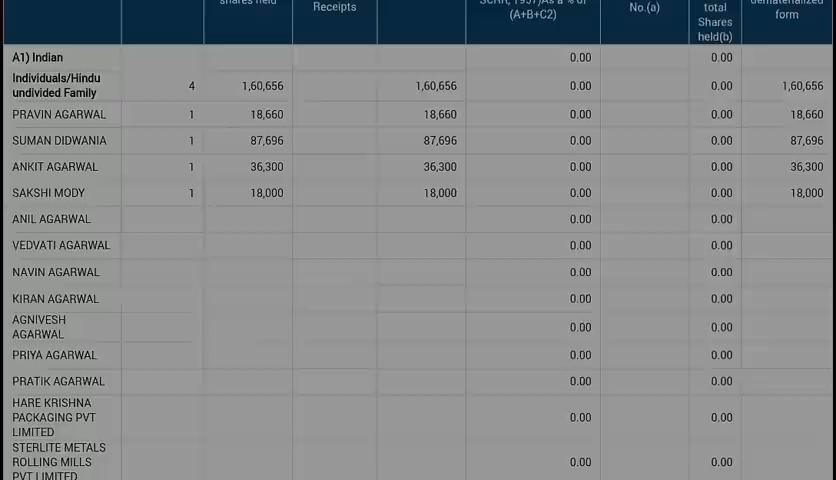 shares held Receipts SCRR, 1957)As a % of (A+B+C2) No.(a) total Shares held(b) dematerialized form
A1) Indian 0.00 0.00
Individuals/Hindu undivided Family 4 1,60,656 1,60,656 0.00 0.00 1,60,656
PRAVIN AGARWAL 1 18,660 18,660 0.00 0.00 18,660
SUMAN DIDWANIA 1 87,696 87,696 0.00 0.00 87,696
ANKIT AGARWAL 1 36,300 36,300 0.00 0.00 36,300
SAKSHI MODY 1 18,000 18,000 0.00 0.00 18,000
ANIL AGARWAL 0.00 0.00
VEDVATI AGARWAL 0.00 0.00
NAVIN AGARWAL 0.00 0.00
KIRAN AGARWAL 0.00 0.00
AGNIVESH AGARWAL 0.00 0.00
PRIYA AGARWAL 0.00 0.00
PRATIK AGARWAL 0.00 0.00
HARE KRISHNA PACKAGING PVT LIMITED 0.00 0.00
STERLITE METALS ROLLING MILLS PVT LIMITED 0.00 0.00